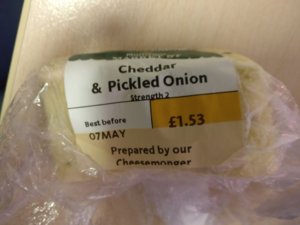 Cheddar
& Pickled Onion
Strength 2
Best before
07MAY
£1.53
Prepared by our
Cheesemonger